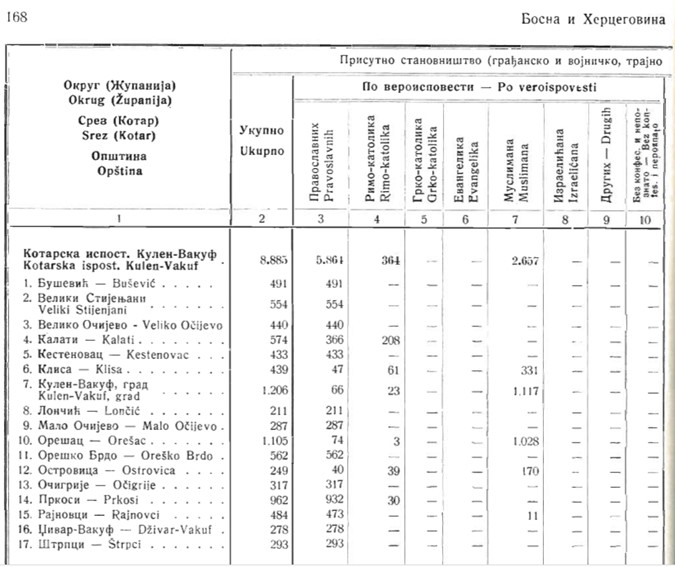 168 Босна и Херцеговина
Округ (Жупанија)
Okrug (Županija)
Срез (Котар)
Srez (Kotar)
Општина
Opština
Укупно
Ukupno
Присутно становништво (грађанско и војничко, трајно
По вероисповести — Po veroispovesti
Православних
Pravoslavnih
Римо-католика
Rimo-katolika
Грко-католика
Grko-katolika
Евангелика
Evangelika
Муслимана
Muslimana
Израелићана
Izraelićana
Других — Drugih
Без конфес. и непо-
знато — Bez kon-
fes. i nepoznato
1 2 3 4 5 6 7 8 9 10
Котарска испост. Кулен-Вакуф
Kotarska ispost. Kulen-Vakuf . 8.885 5.864 364 — — 2.657 — — —
1. Бушевић — Bušević . . . . . 491 491 — — — — — — —
2. Велики Стијењани
Veliki Stijenjani . . . . . . . 554 554 — — — — — — —
3. Велико Очијево - Veliko Očijevo 440 440 — — — — — — —
4. Калати — Kalati . . . . . . 574 366 208 — — — — — —
5. Кестеновац — Kestenovac . . . 433 433 — — — — — — —
6. Клиса — Klisa . . . . . . . 439 47 61 — — 331 — — —
7. Кулен-Вакуф, град
Kulen-Vakuf, grad . . . . . . 1.206 66 23 — — 1.117 — — —
8. Лончић — Lončić . . . . . . 211 211 — — — — — — —
9. Мало Очијево — Malo Očijevo . 287 287 — — — — — — —
10. Орешац — Orešac . . . . . . 1.105 74 3 — — 1.028 — — —
11. Орешко Брдо — Oreško Brdo . 562 562 — — — — — — —
12. Островица — Ostrovica . . . . 249 40 39 — — 170 — — —
13. Очигрије — Očigrije . . . . . 317 317 — — — — — — —
14. Пркоси — Prkosi . . . . . . 962 932 30 — — — — — —
15. Рајновци — Rajnovci . . . . . 484 473 — — — 11 — — —
16. Џивар-Вакуф — Dživar-Vakuf . 278 278 — — — — — — —
17. Штрпци — Štrpci . . . . . . 293 293 — — — — — — —